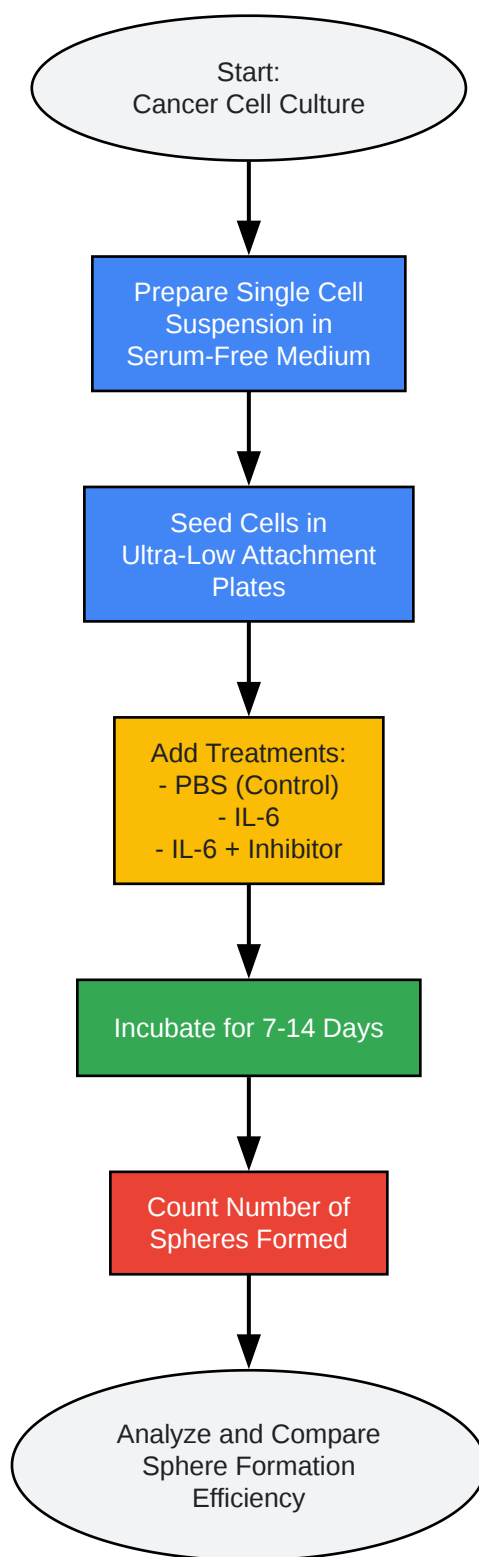 Start:
Cancer Cell Culture
Prepare Single Cell
Suspension in
Serum-Free Medium
Seed Cells in
Ultra-Low Attachment
Plates
Add Treatments:
- PBS (Control)
- IL-6
- IL-6 + Inhibitor
Incubate for 7-14 Days
Count Number of
Spheres Formed
Analyze and Compare
Sphere Formation
Efficiency